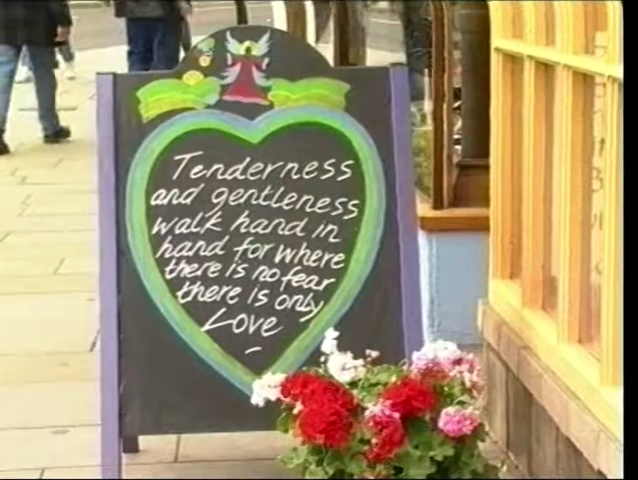 Tenderness
and gentleness
walk hand in
hand for where
there is no fear
there is only
Love